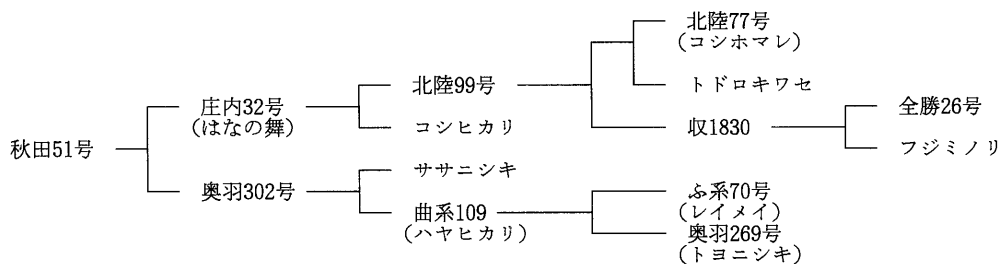 北陸77号
(コシホマレ)
北陸99号
トドロキワセ
庄内32号
(はなの舞)
全勝26号
コシヒカリ
収1830
フジミノリ
秋田51号
ササニシキ
奥羽302号
ふ系70号
(レイメイ)
曲系109
(ハヤヒカリ)
奥羽269号
(トヨニシキ)